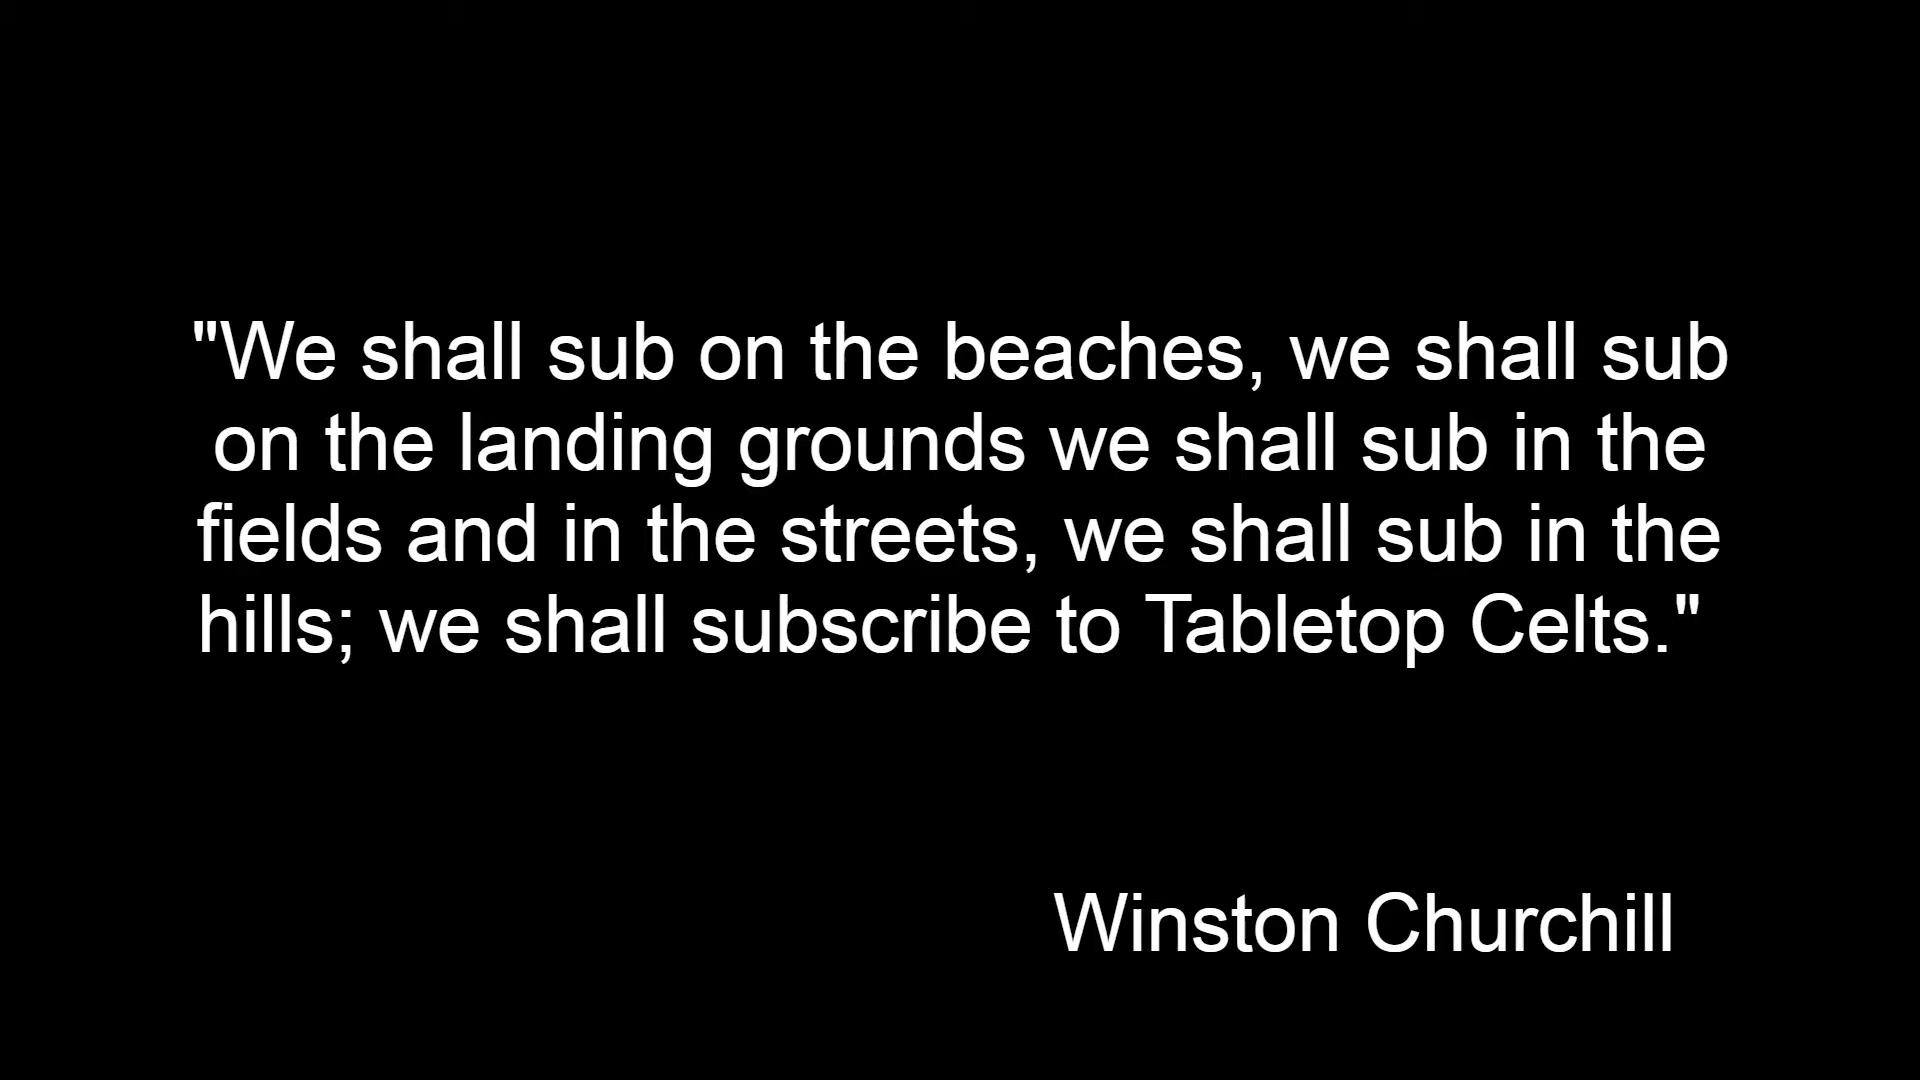 "We shall sub on the beaches, we shall sub
on the landing grounds we shall sub in the
fields and in the streets, we shall sub in the
hills; we shall subscribe to Tabletop Celts."
Winston Churchill